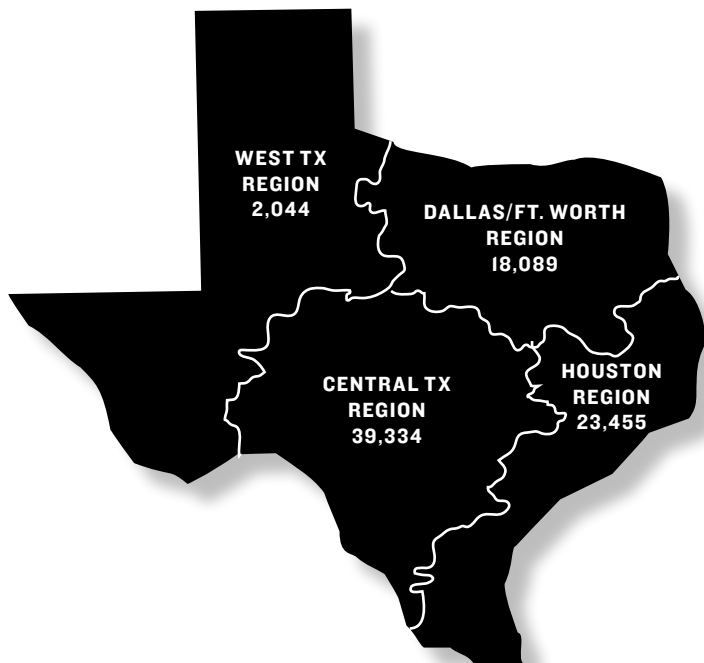 WEST TX
REGION
2,044
DALLAS/FT. WORTH
REGION
18,089
CENTRAL TX
REGION
39,334
HOUSTON
REGION
23,455